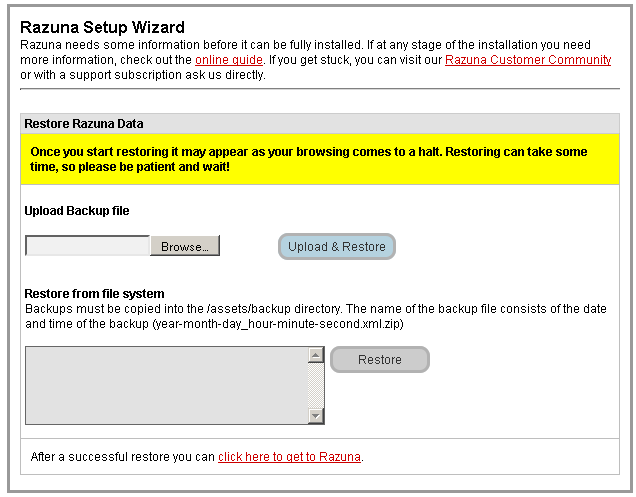 Razuna Setup Wizard
Razuna needs some information before it can be fully installed. If at any stage of the installation you need
more information, check out the online guide. If you get stuck, you can visit our Razuna Customer Community
or with a support subscription ask us directly.
Restore Razuna Data
Once you start restoring it may appear as your browsing comes to a halt. Restoring can take some
time, so please be patient and wait!
Upload Backup file
Browse...
Upload & Restore
Restore from file system
Backups must be copied into the /assets/backup directory. The name of the backup file consists of the date
and time of the backup (year-month-day_hour-minute-second.xml.zip)
Restore
After a successful restore you can click here to get to Razuna.